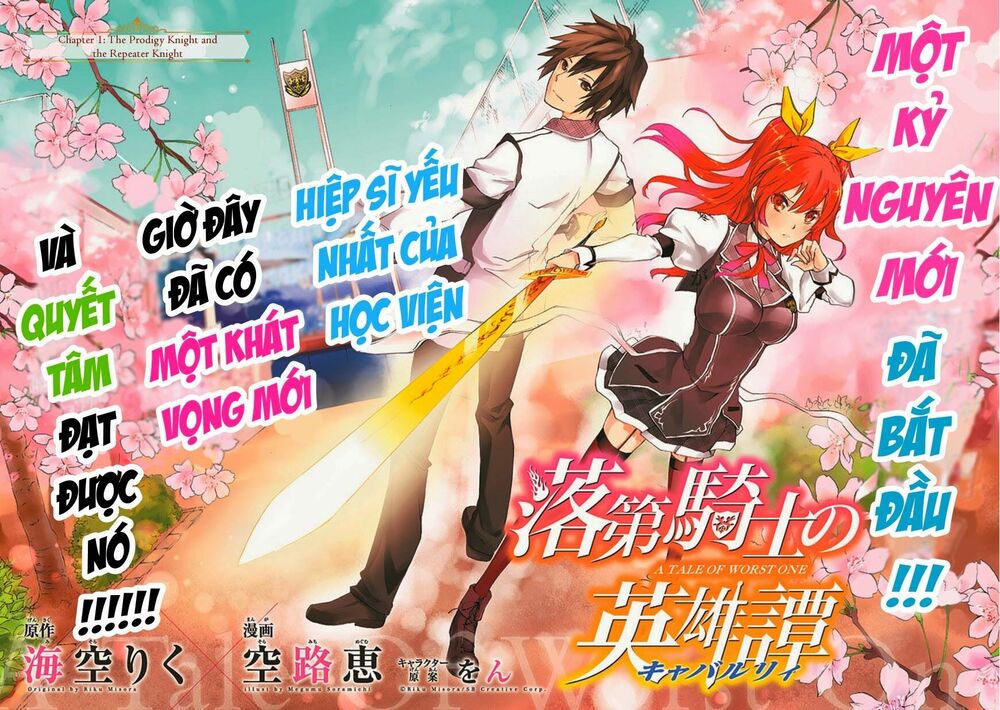 Chapter 1: The Prodigy Knight and
the Repeater Knight
MỘT
KỶ
NGUYÊN
MỚI
ĐÃ
BẮT
ĐẦU!!!
HIỆP SĨ YẾU
NHẤT CỦA
HỌC VIỆN
GIỜ ĐÂY
ĐÃ CÓ
MỘT KHÁT
VỌNG MỚI
VÀ
QUYẾT
TÂM
ĐẠT
ĐƯỢC
NÓ
!!!!!!
落第騎士の
A TALE OF WORST ONE
英雄譚
キャバルリィ
原作
海空りく
Original by Riku Misora
×
漫画
空路恵
Illust by Megumu Soramichi
キャラクター
原案
をん
©Riku Misora/SB Creative Corp.
A Tale Of Worst One